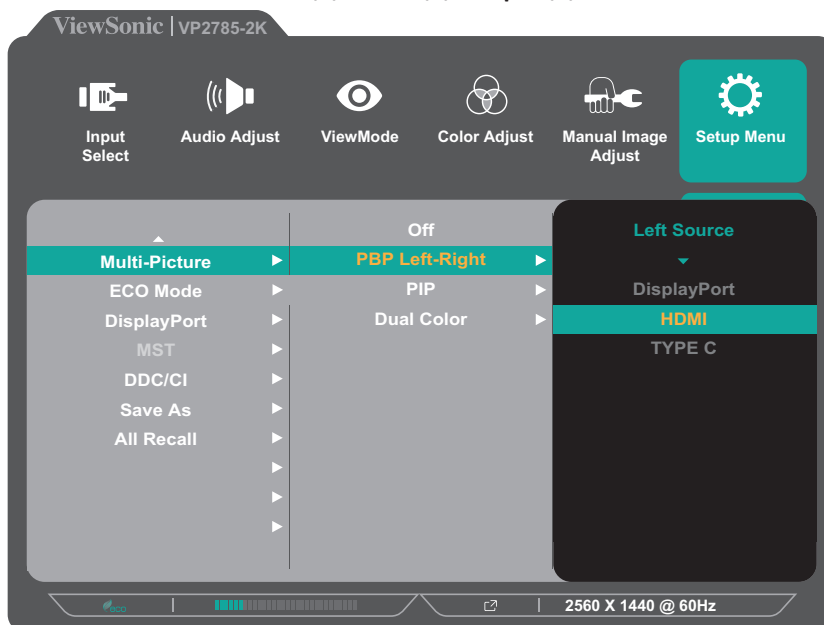 ViewSonic | VP2785-2K
Input Select
Audio Adjust
ViewMode
Color Adjust
Manual Image Adjust
Setup Menu
Multi-Picture
ECO Mode
DisplayPort
MST
DDC/CI
Save As
All Recall
Off
PBP Left-Right
PIP
Dual Color
Left Source
DisplayPort
HDMI
TYPE C
eco
2560 X 1440 @ 60Hz